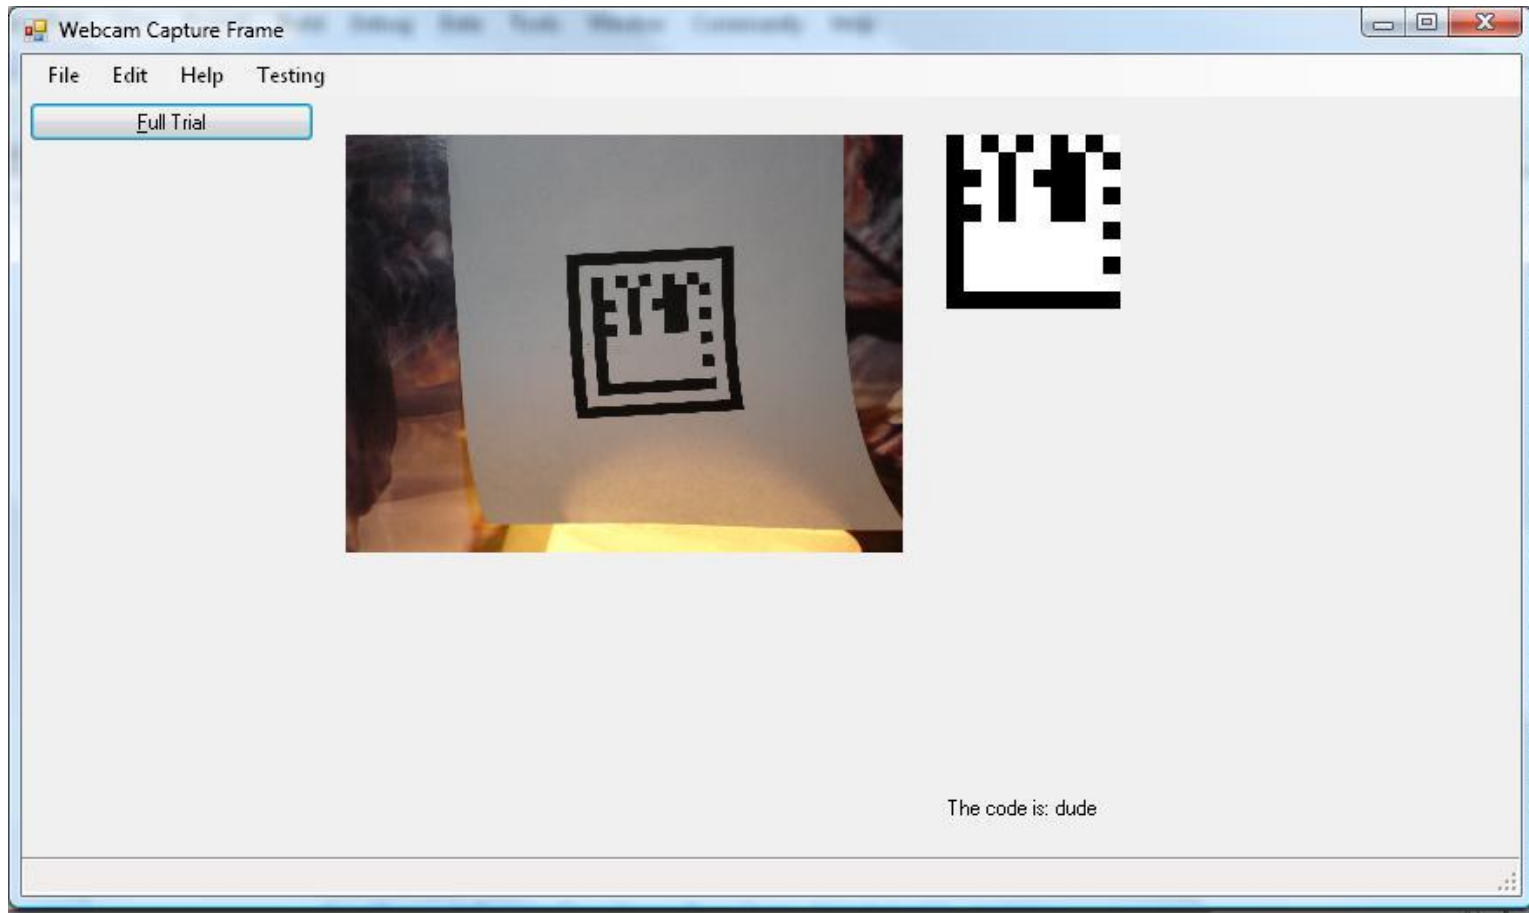 Webcam Capture Frame
File Edit Help Testing
Full Trial
The code is: dude